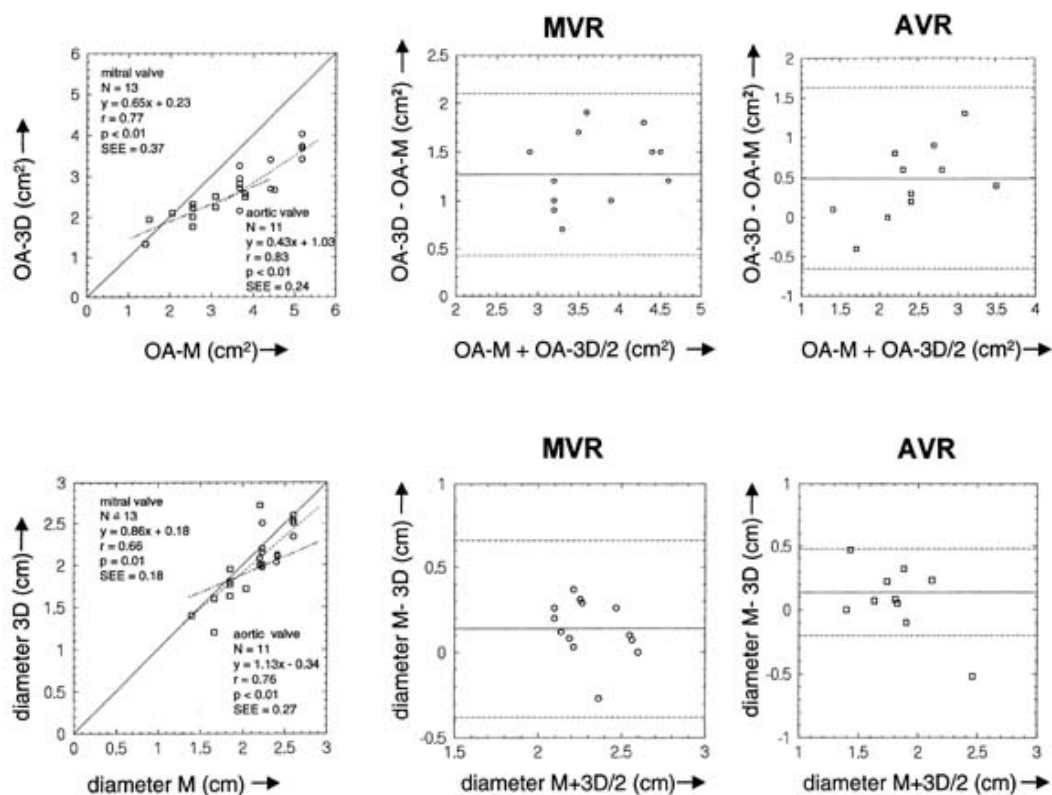 MVR
AVR
OA-3D (cm²)
6
5
4
3
2
1
0
mitral valve
N = 13
y = 0.65x + 0.23
r = 0.77
p < 0.01
SEE = 0.37
aortic valve
N = 11
y = 0.43x + 1.03
r = 0.83
p < 0.01
SEE = 0.24
0 1 2 3 4 5 6
OA-M (cm²)
OA-3D - OA-M (cm²)
2.5
2
1.5
1
0.5
0
2 2.5 3 3.5 4 4.5 5
OA-M + OA-3D/2 (cm²)
OA-3D - OA-M (cm²)
2
1.5
1
0.5
0
-0.5
-1
1 1.5 2 2.5 3 3.5 4
OA-M + OA-3D/2 (cm²)
MVR
AVR
diameter 3D (cm)
3
2.5
2
1.5
1
0.5
0
mitral valve
N = 13
y = 0.86x + 0.18
r = 0.66
p = 0.01
SEE = 0.18
aortic valve
N = 11
y = 1.13x - 0.34
r = 0.76
p < 0.01
SEE = 0.27
0 0.5 1 1.5 2 2.5 3
diameter M (cm)
diameter M- 3D (cm)
1
0.5
0
-0.5
1.5 2 2.5 3
diameter M+3D/2 (cm)
diameter M- 3D (cm)
1
0.5
0
-0.5
-1
1 1.5 2 2.5 3
diameter M+3D/2 (cm)